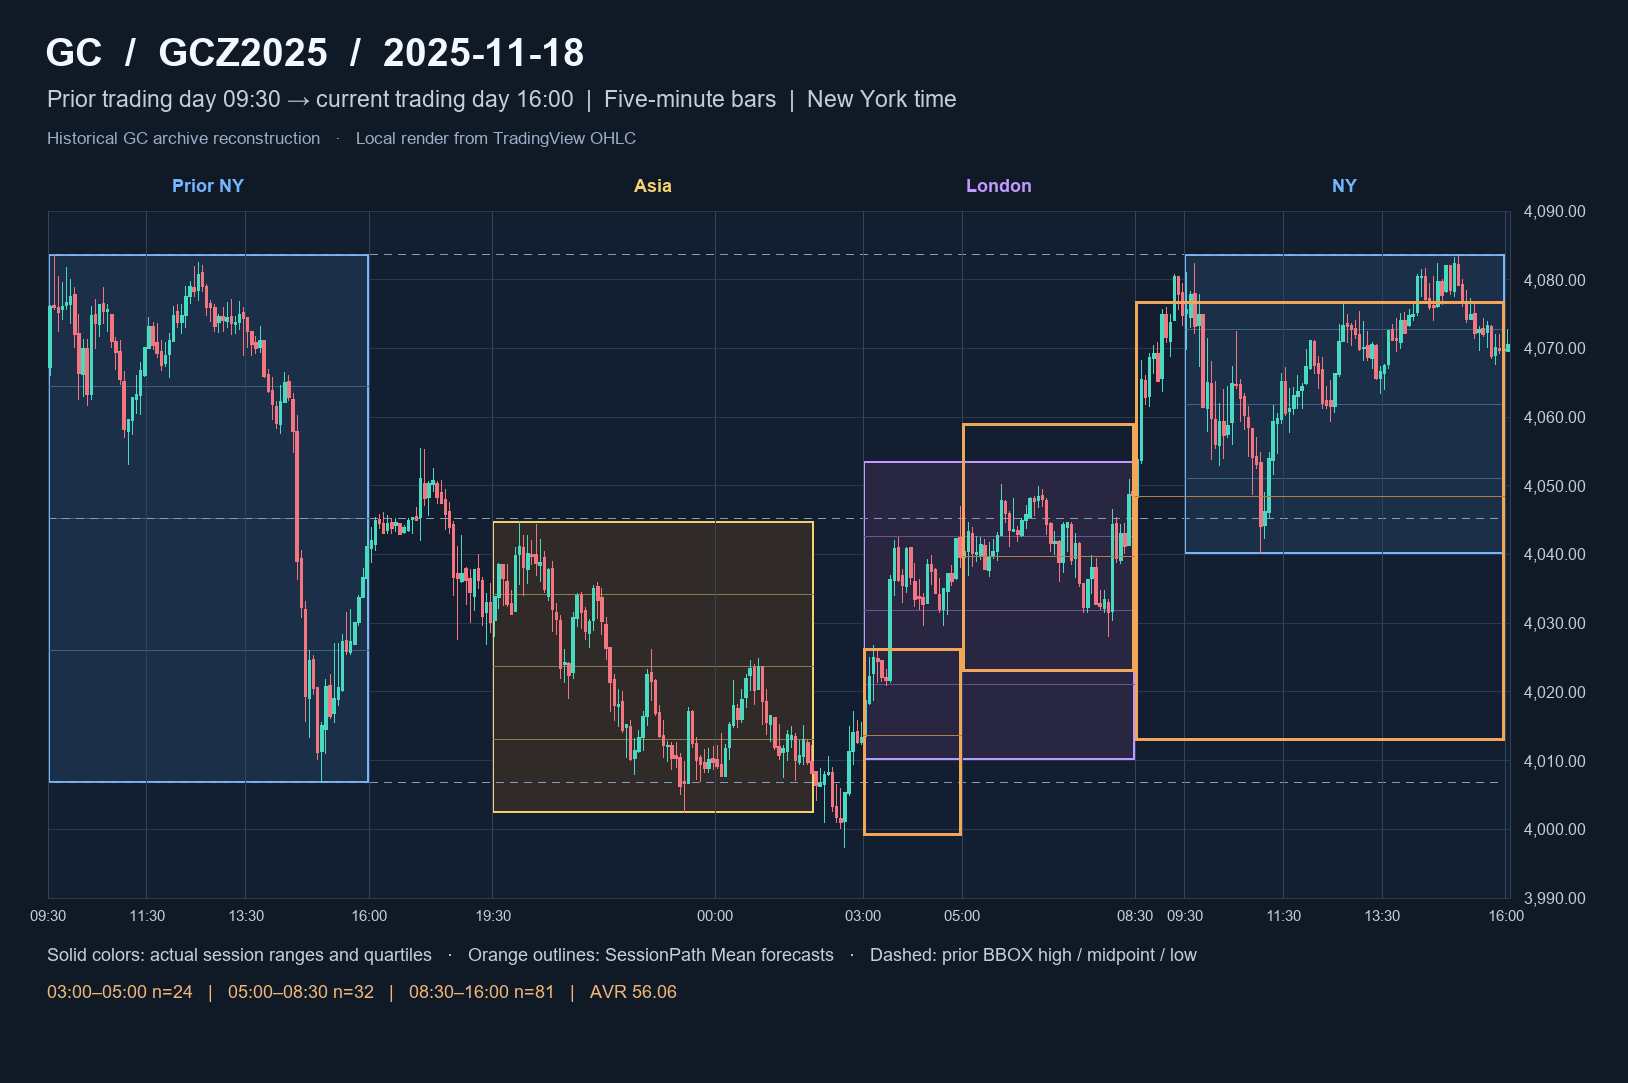 GC / GCZ2025 / 2025-11-18
Prior trading day 09:30 → current trading day 16:00 | Five-minute bars | New York time
Historical GC archive reconstruction · Local render from TradingView OHLC
Prior NY Asia London NY
4,090.00
4,080.00
4,070.00
4,060.00
4,050.00
4,040.00
4,030.00
4,020.00
4,010.00
4,000.00
3,990.00
09:30 11:30 13:30 16:00 19:30 00:00 03:00 05:00 08:30 09:30 11:30 13:30 16:00
Solid colors: actual session ranges and quartiles · Orange outlines: SessionPath Mean forecasts · Dashed: prior BBOX high / midpoint / low
03:00–05:00 n=24 | 05:00–08:30 n=32 | 08:30–16:00 n=81 | AVR 56.06